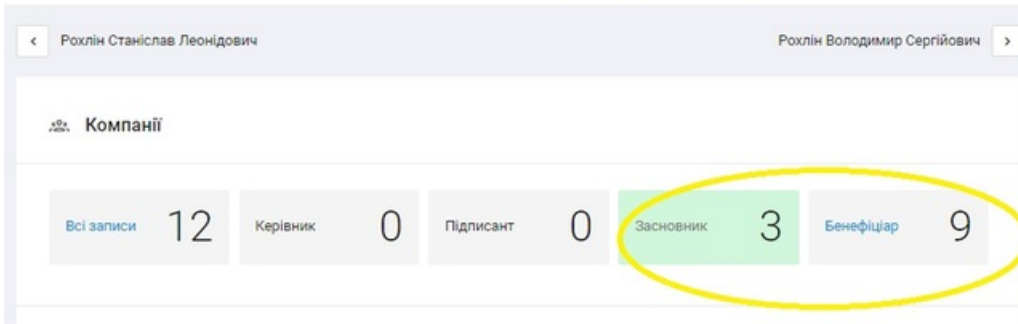 Рохлін Станіслав Леонідович Рохлін Володимир Сергійович
Компанії
Всі записи 12 Керівник 0 Підписант 0 Засновник 3 Бенефіціар 9